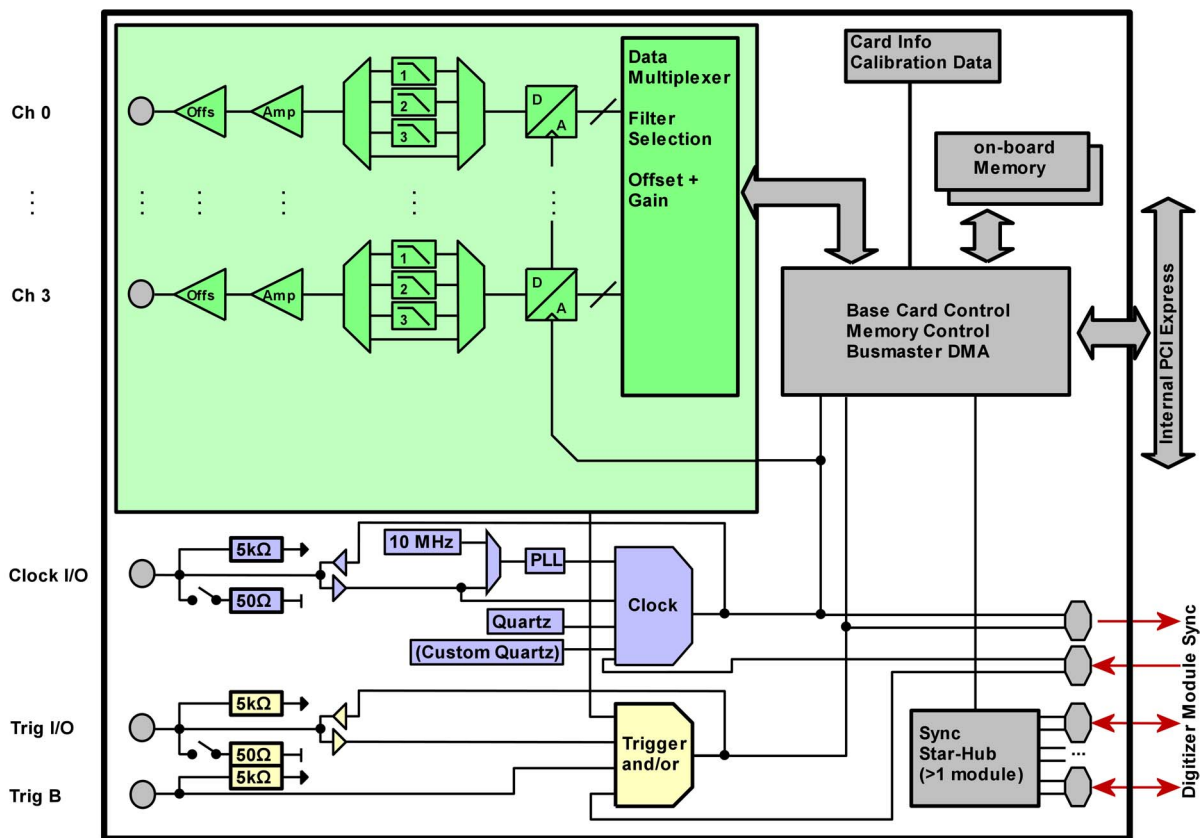 Card Info
Calibration Data
Data
Multiplexer
Filter
Selection
Offset +
Gain
on-board
Memory
Ch 0
Offs
Amp
1
2
3
D
A
⋮
Ch 3
Offs
Amp
1
2
3
D
A
Base Card Control
Memory Control
Busmaster DMA
Internal PCI Express
Clock I/O
5kΩ
50Ω
10 MHz
PLL
Clock
Quartz
(Custom Quartz)
Trig I/O
5kΩ
50Ω
5kΩ
Trig B
Trigger
and/or
Sync
Star-Hub
(>1 module)
...
Digitizer Module Sync